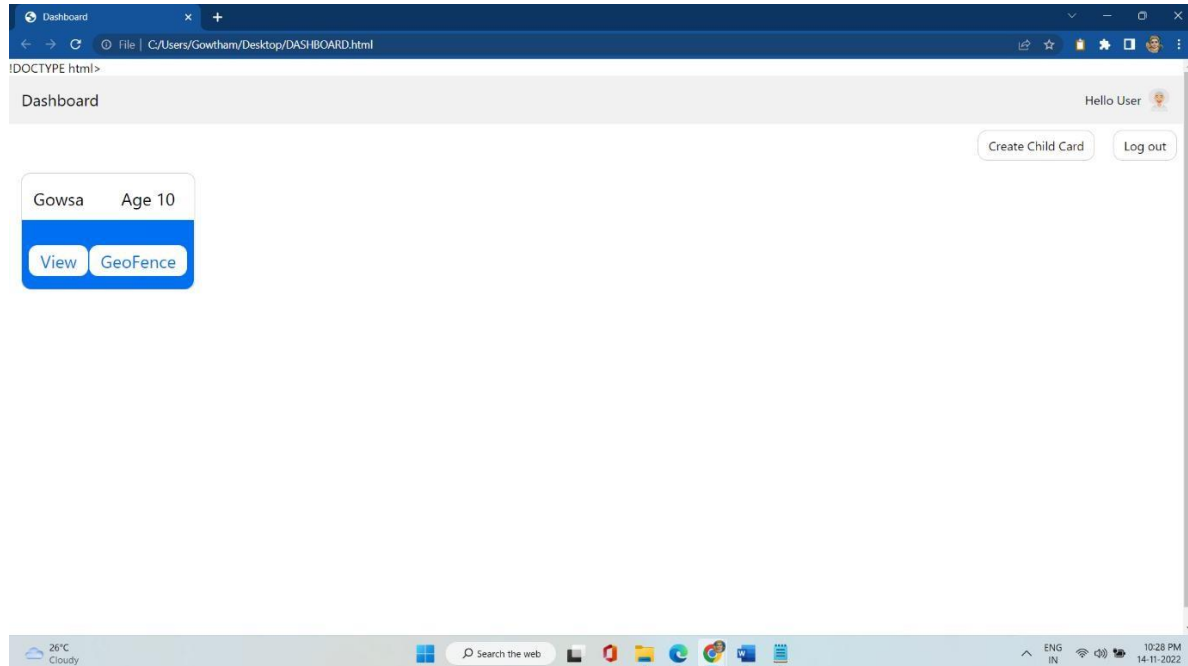 Dashboard
File | C:/Users/Gowtham/Desktop/DASHBOARD.html
!DOCTYPE html>
Dashboard
Hello User
Create Child Card
Log out
Gowsa Age 10
View GeoFence
26°C
Cloudy
Search the web
ENG
IN
10:28 PM
14-11-2022